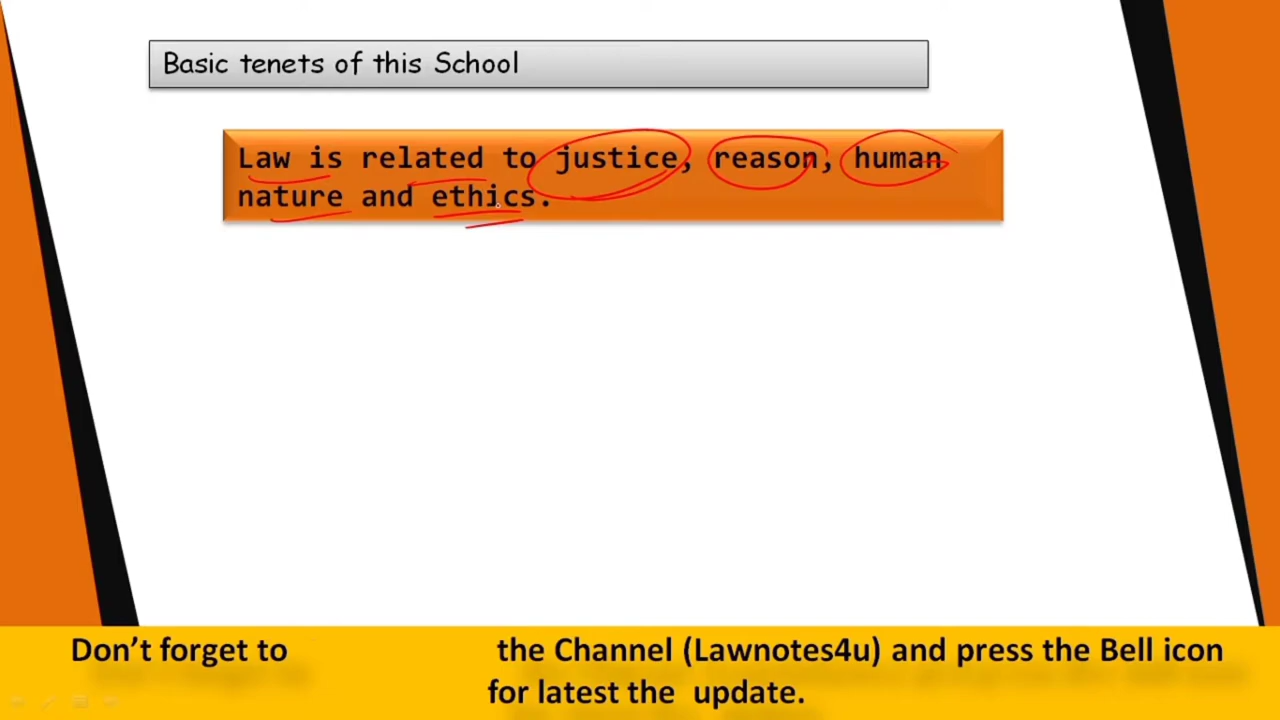 Basic tenets of this School
Law is related to justice, reason, human
nature and ethics.
Don’t forget to the Channel (Lawnotes4u) and press the Bell icon
for latest the update.